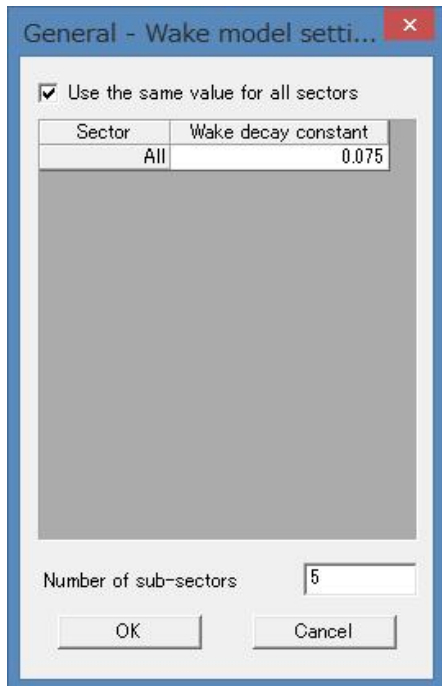 General - Wake model setti...
Use the same value for all sectors
Sector Wake decay constant
All 0.075
Number of sub-sectors 5
OK Cancel